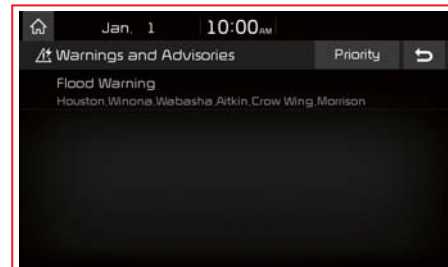 Jan. 1 10:00AM
Warnings and Advisories Priority
Flood Warning
Houston,Winona,Wabasha,Aitkin,Crow Wing,Morrison